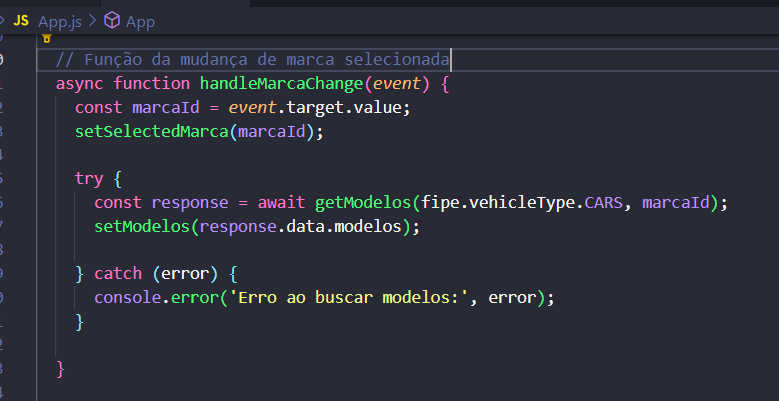 JS App.js > App
// Função da mudança de marca selecionada
async function handleMarcaChange(event) {
const marcaId = event.target.value;
setSelectedMarca(marcaId);
try {
const response = await getModelos(fipe.vehicleType.CARS, marcaId);
setModelos(response.data.modelos);
} catch (error) {
console.error('Erro ao buscar modelos:', error);
}
}